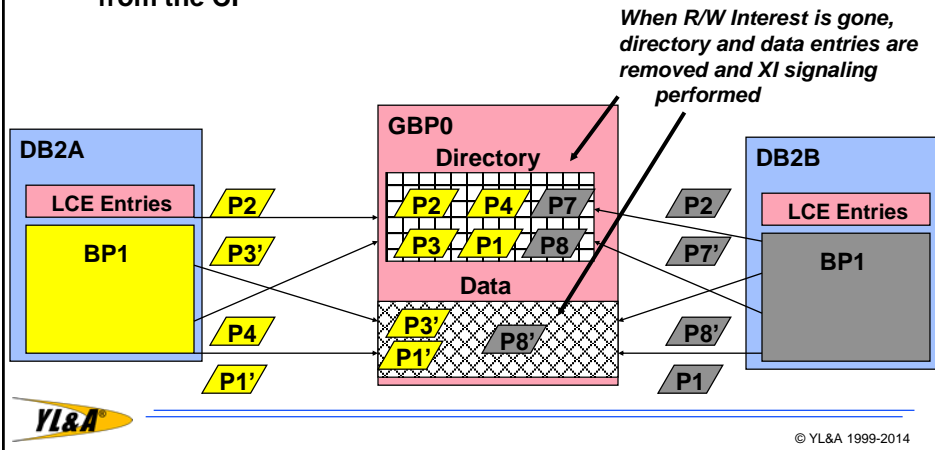 from the CF
When R/W Interest is gone,
directory and data entries are
removed and XI signaling
performed
DB2A
LCE Entries
BP1
P2
P3’
P4
P1’
GBP0
Directory
P2 P4 P7
P3 P1 P8
Data
P3’
P1’
P8’
DB2B
LCE Entries
BP1
P2
P7’
P8’
P1
YL&A®
© YL&A 1999-2014